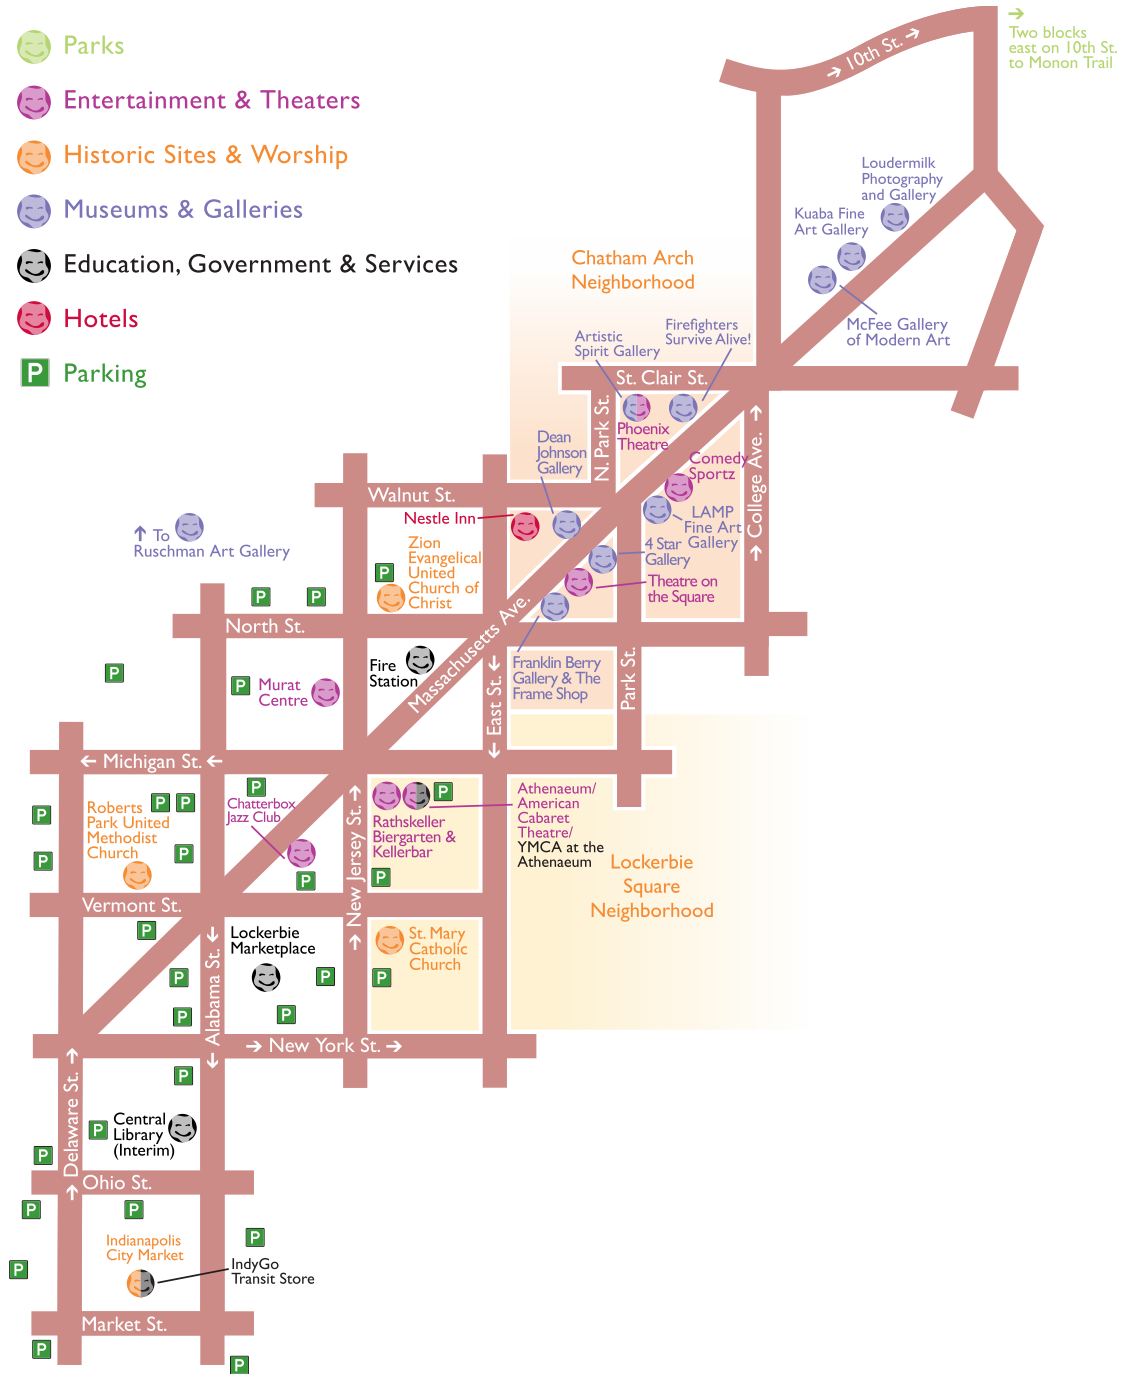 Parks
Entertainment & Theaters
Historic Sites & Worship
Museums & Galleries
Education, Government & Services
Hotels
P Parking
→
Two blocks
east on 10th St.
to Monon Trail
→ 10th St. →
Loudermilk
Photography
and Gallery
Kuaba Fine
Art Gallery
McFee Gallery
of Modern Art
Chatham Arch
Neighborhood
Artistic
Spirit Gallery
Firefighters
Survive Alive!
St. Clair St.
N. Park St.
Phoenix
Theatre
Dean
Johnson
Gallery
Comedy
Sportz
← College Ave. ←
Walnut St.
Nestle Inn
LAMP
Fine Art
Gallery
4 Star
Gallery
Theatre on
the Square
↑ To
Ruschman Art Gallery
Zion
Evangelical
United
Church of
Christ
P
P
P
North St.
Massachusetts Ave.
Fire
Station
Franklin Berry
Gallery & The
Frame Shop
East St.
Park St.
P
P
Murat
Centre
← Michigan St. ←
P
Chatterbox
Jazz Club
P
P
P
Roberts
Park United
Methodist
Church
P
P
P
New Jersey St.
P
Rathskeller
Biergarten &
Kellerbar
P
Athenaeum/
American
Cabaret
Theatre/
YMCA at the
Athenaeum
Lockerbie
Square
Neighborhood
Vermont St.
P
Lockerbie
Marketplace
St. Mary
Catholic
Church
P
P
P
P
P
Alabama St.
→ New York St. →
P
Delaware St.
P
Central
Library
(Interim)
P
Ohio St.
P
P
P
P
Indianapolis
City Market
IndyGo
Transit Store
Market St.
P
P